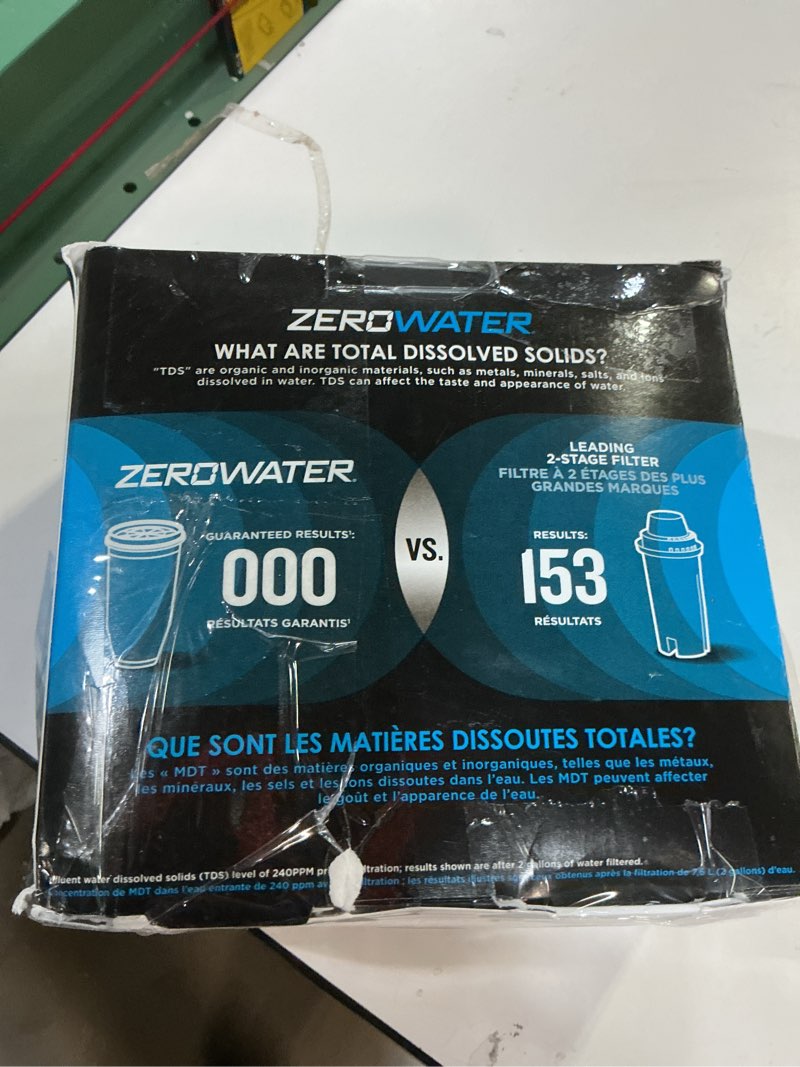 ZEROWATER
WHAT ARE TOTAL DISSOLVED SOLIDS?
"TDS" are organic and inorganic materials, such as metals, minerals, salts, and ions
dissolved in water. TDS can affect the taste and appearance of water.
ZEROWATER
GUARANTEED RESULTS¹:
000
RÉSULTATS GARANTIS¹
VS.
LEADING
2-STAGE FILTER
FILTRE À 2 ÉTAGES DES PLUS
GRANDES MARQUES
RESULTS:
153
RÉSULTATS
QUE SONT LES MATIÈRES DISSOUTES TOTALES?
es « MDT » sont des matières organiques et inorganiques, telles que les métaux,
les minéraux, les sels et les ions dissoutes dans l'eau. Les MDT peuvent affecter
le goût et l'apparence de l'eau.
water dissolved solids (TDS) level of 240PPM results shown are after 2 gallons of water filtered.
concentration de MDT dans l'eau entrante de 240 ppm les résultats illustrés sont ceux obtenus après la filtration de 7,5 L (2 gallons) d'eau.